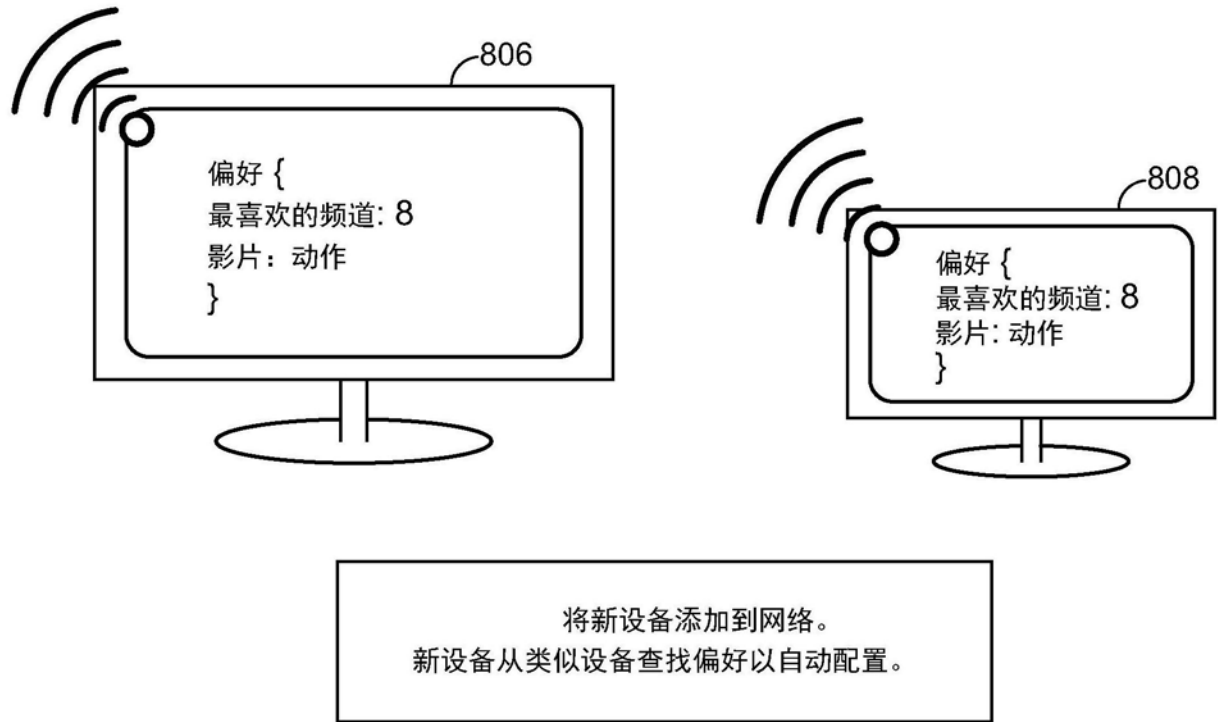 806
偏好 {
最喜欢的频道: 8
影片：动作
}
808
偏好 {
最喜欢的频道: 8
影片: 动作
}
将新设备添加到网络。
新设备从类似设备查找偏好以自动配置。